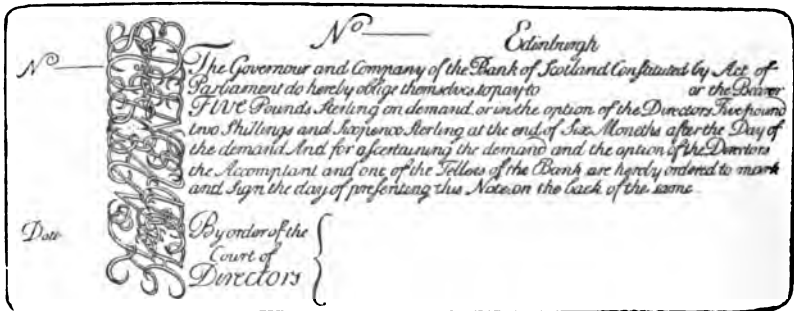 No
No Edinburgh
The Governour and Company of the Bank of Scotland Constituted by Act of
Parliament do hereby oblige themselves to pay to or the Bearer
FIVE Pounds Sterling on demand, or in the option of the Directors Five pound
two Shillings and Sixpence Sterling at the end of Six Moneths after the Day of
the demand And for ascertaining the demand and the option of the Directors
the Accomptant and one of the Tellers of the Bank are hereby ordered to mark
and Sign the day of presenting this Note on the back of the same
Date
By order of the
Court of
Directors